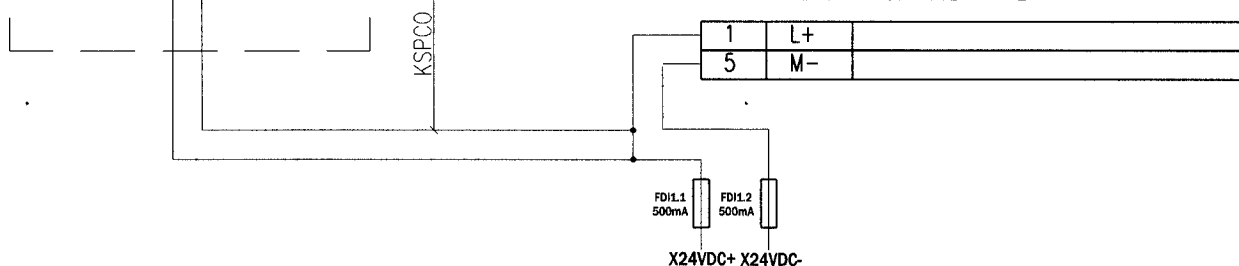 KSPCO
1 L+
5 M-
FDI1.1
500mA
FDI1.2
500mA
X24VDC+ X24VDC-